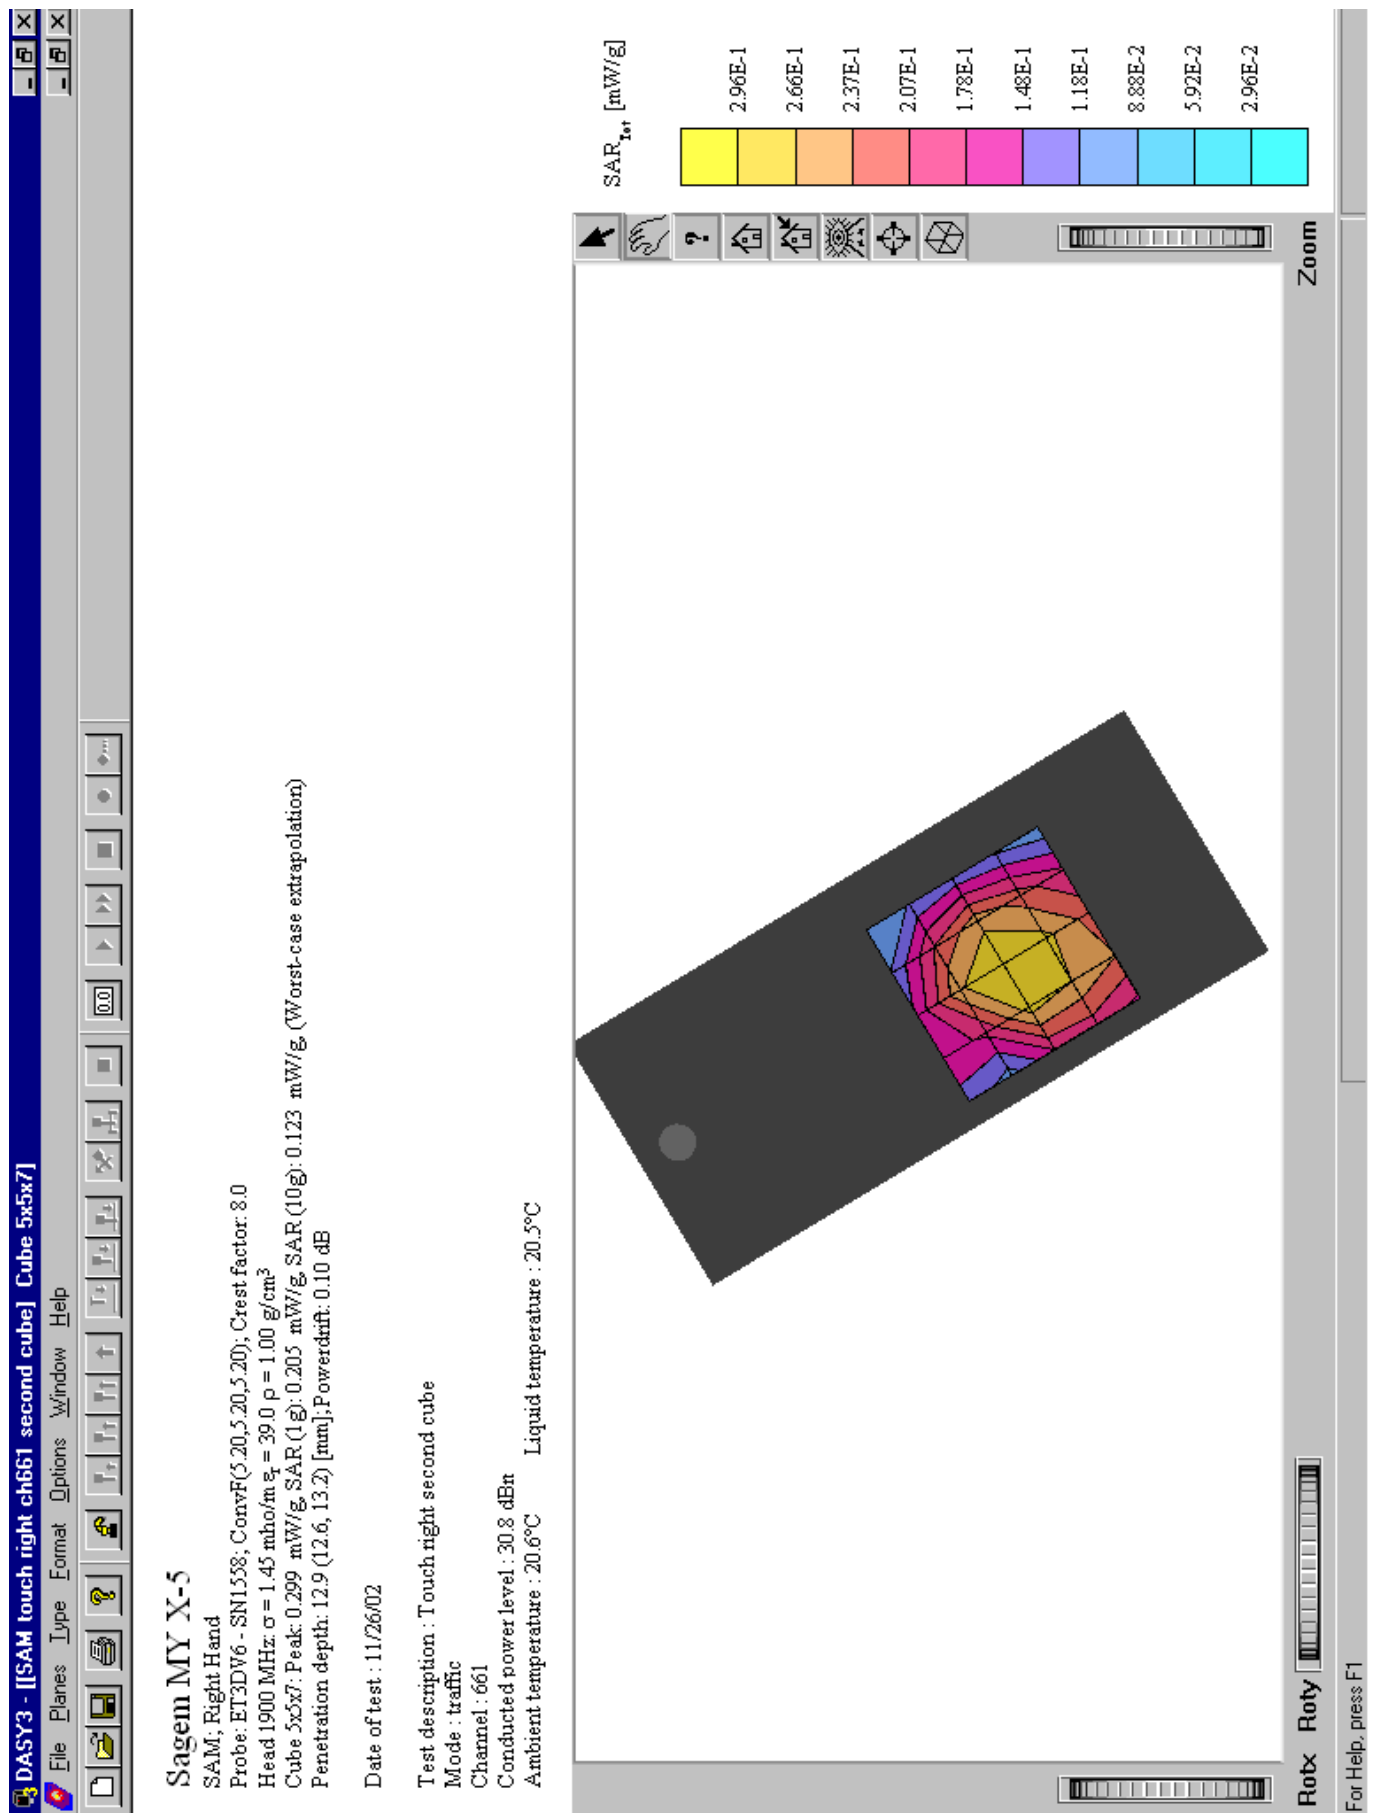 DASY3 - [[SAM touch right ch661 second cube]  Cube 5x5x7]
File Planes Type Format Options Window Help
0.0
Sagem MY X-5
SAM; Right Hand
Probe: ET3DV6 - SN1558; ConvF(5.20,5.20,5.20); Crest factor: 8.0
Head 1900 MHz: σ = 1.45 mho/m εr = 39.0 ρ = 1.00 g/cm³
Cube 5x5x7: Peak: 0.299 mW/g, SAR (1g): 0.205 mW/g, SAR (10g): 0.123 mW/g, (Worst-case extrapolation)
Penetration depth: 12.9 (12.6, 13.2) [mm]; Powerdrift: 0.10 dB
Date of test : 11/26/02
Test description : Touch right second cube
Mode : traffic
Channel : 661
Conducted power level : 30.8 dBm
Ambient temperature : 20.6°C Liquid temperature : 20.5°C
SARTot [mW/g]
2.96E-1
2.66E-1
2.37E-1
2.07E-1
1.78E-1
1.48E-1
1.18E-1
8.88E-2
5.92E-2
2.96E-2
Rotx Roty Zoom
For Help, press F1